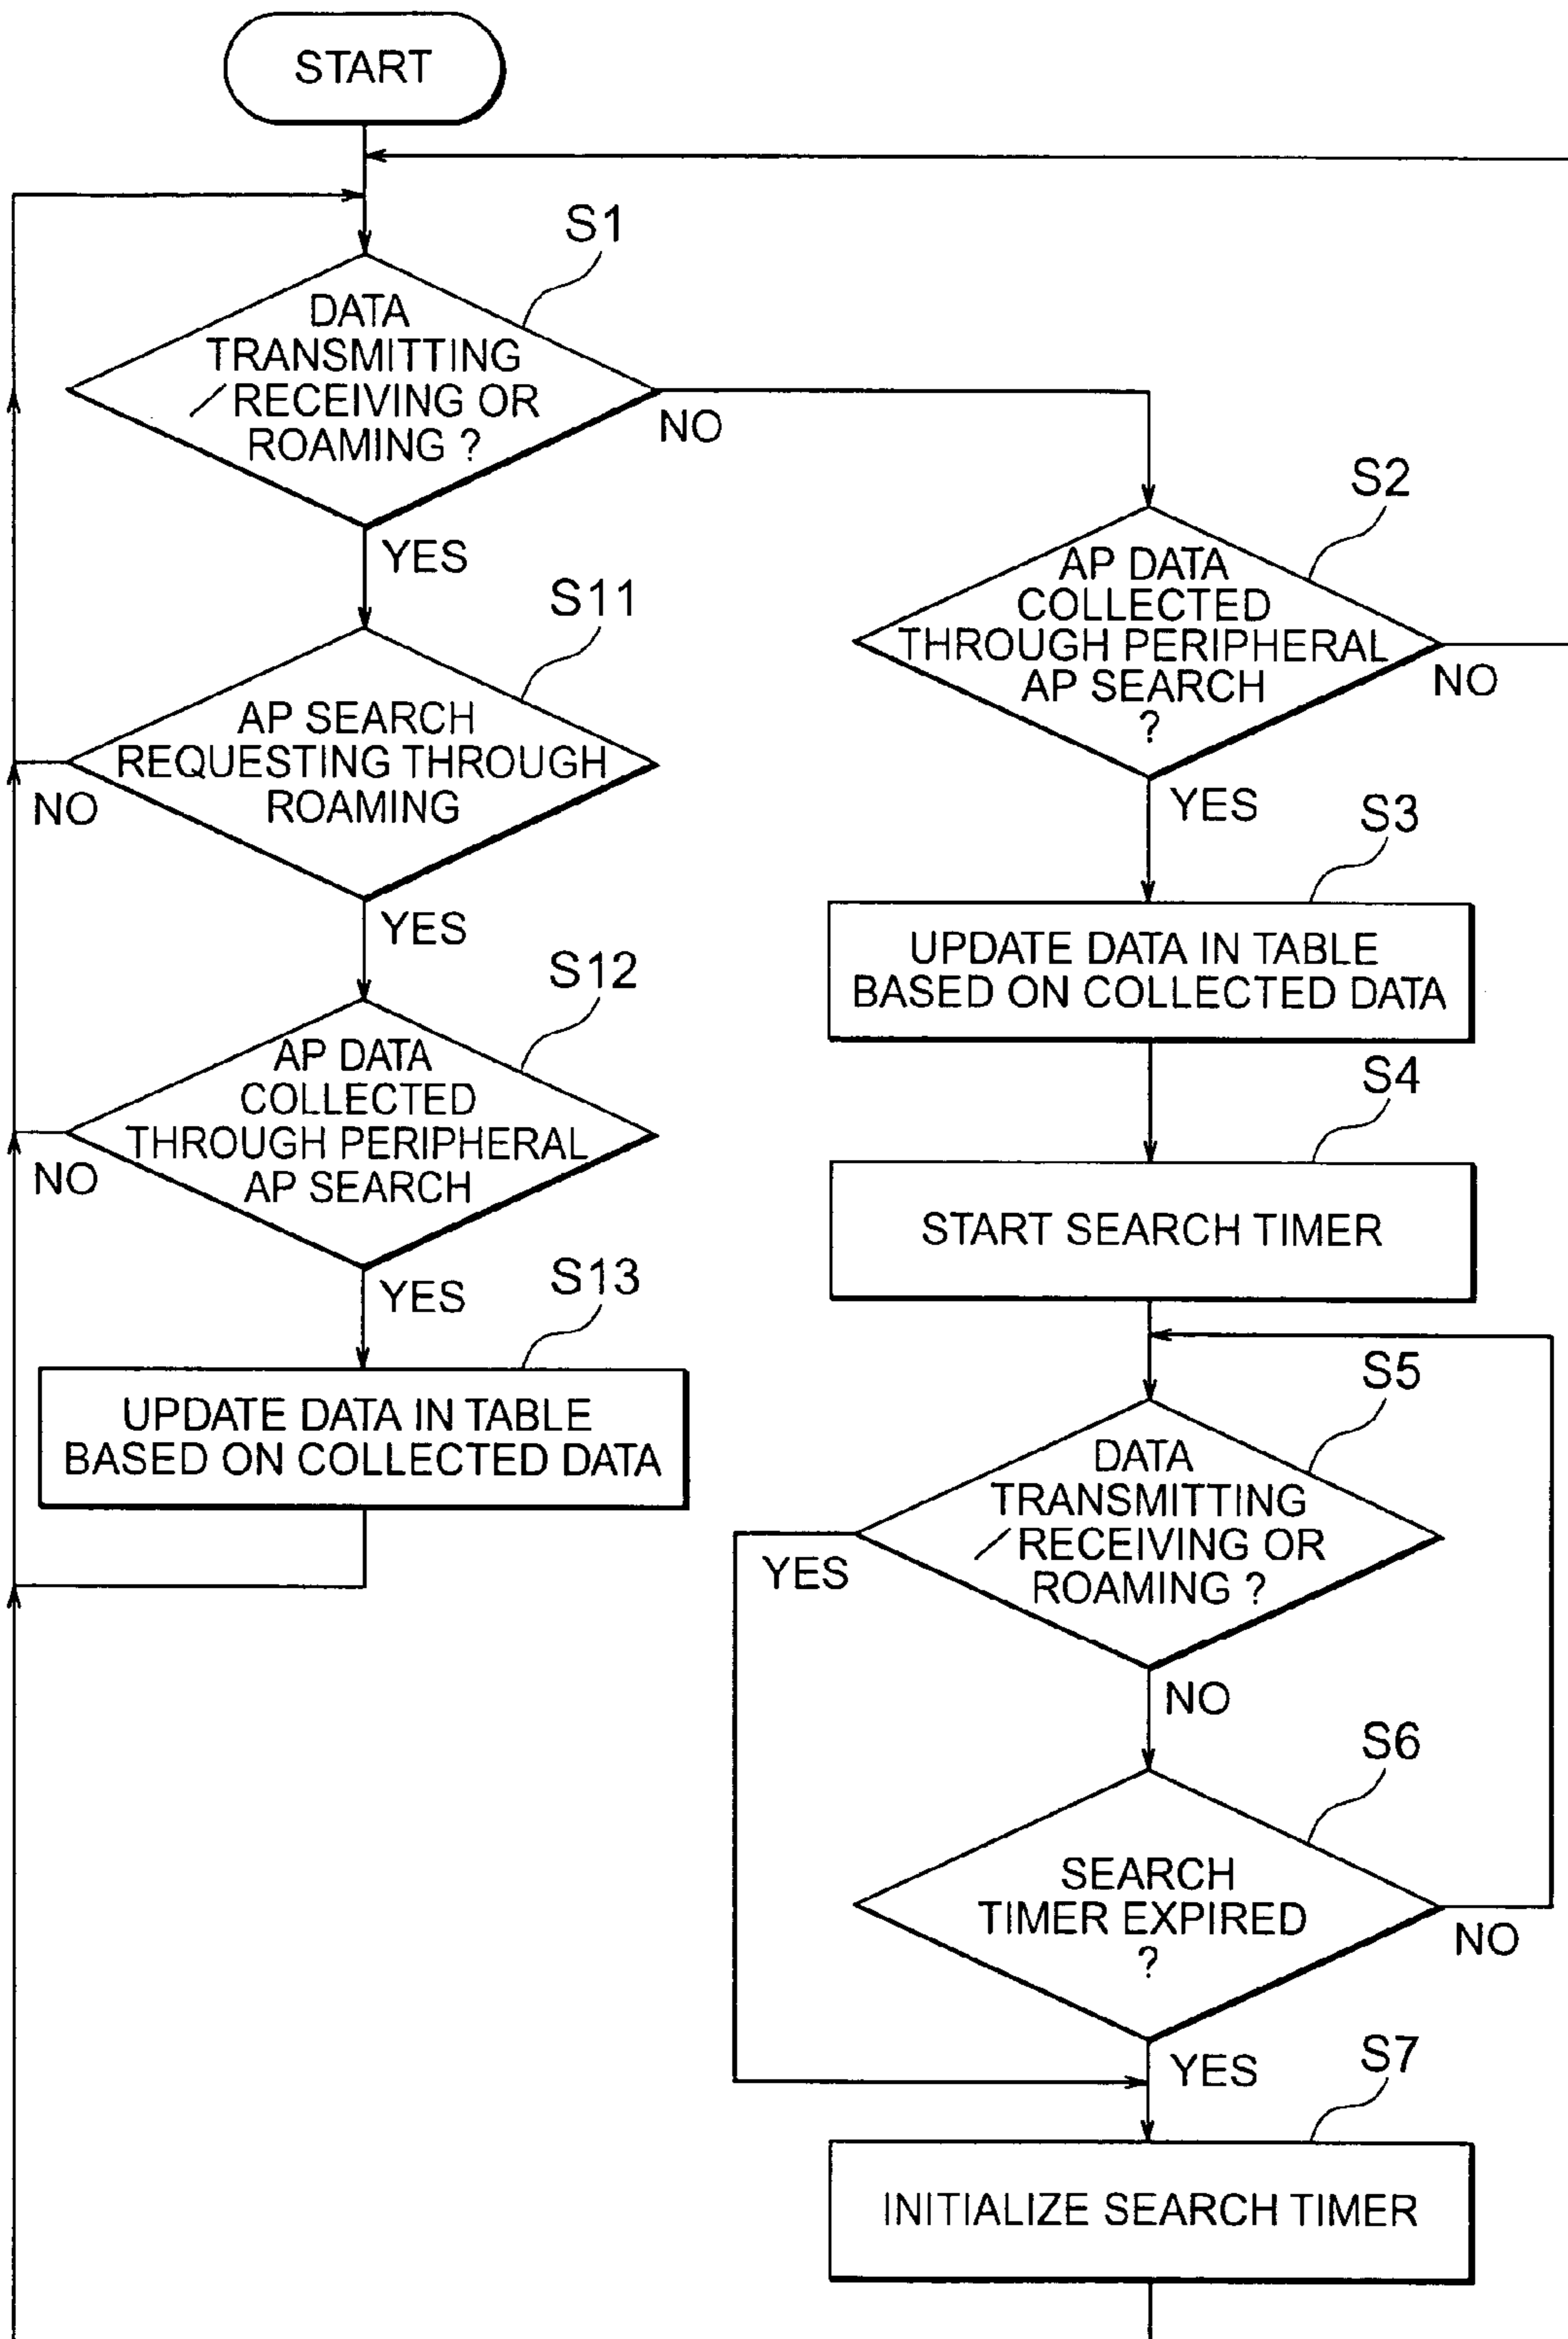 START
S1
DATA
TRANSMITTING
/RECEIVING OR
ROAMING ?
NO
YES
S11
AP SEARCH
REQUESTING THROUGH
ROAMING
NO
YES
S12
AP DATA
COLLECTED
THROUGH PERIPHERAL
AP SEARCH
NO
YES
S13
UPDATE DATA IN TABLE
BASED ON COLLECTED DATA
S2
AP DATA
COLLECTED
THROUGH PERIPHERAL
AP SEARCH
?
NO
YES
S3
UPDATE DATA IN TABLE
BASED ON COLLECTED DATA
S4
START SEARCH TIMER
S5
DATA
TRANSMITTING
/RECEIVING OR
ROAMING ?
YES
NO
S6
SEARCH
TIMER EXPIRED
?
NO
YES
S7
INITIALIZE SEARCH TIMER